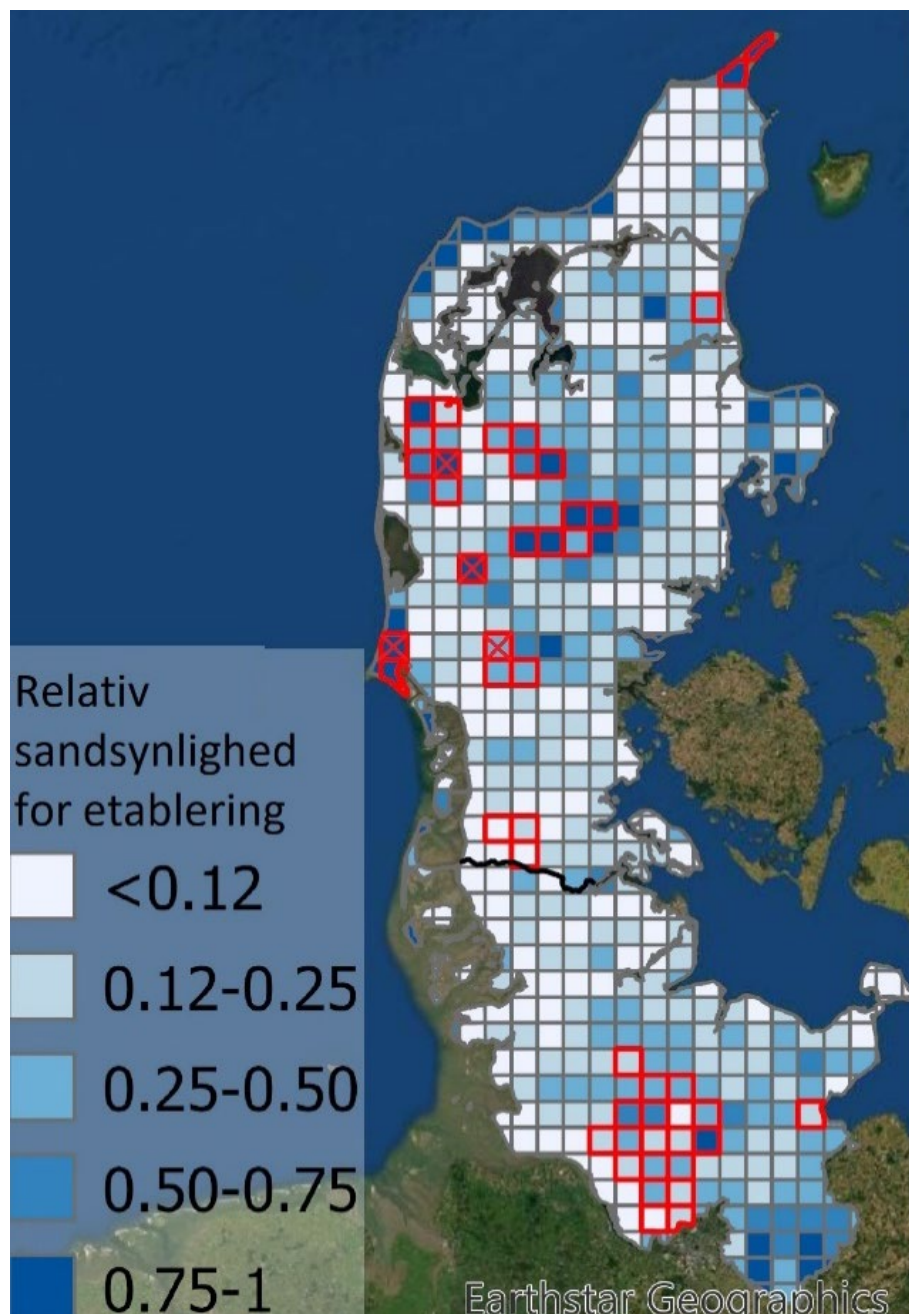 Relativ
sandsynlighed
for etablering
<0.12
0.12-0.25
0.25-0.50
0.50-0.75
0.75-1
Earthstar Geographics